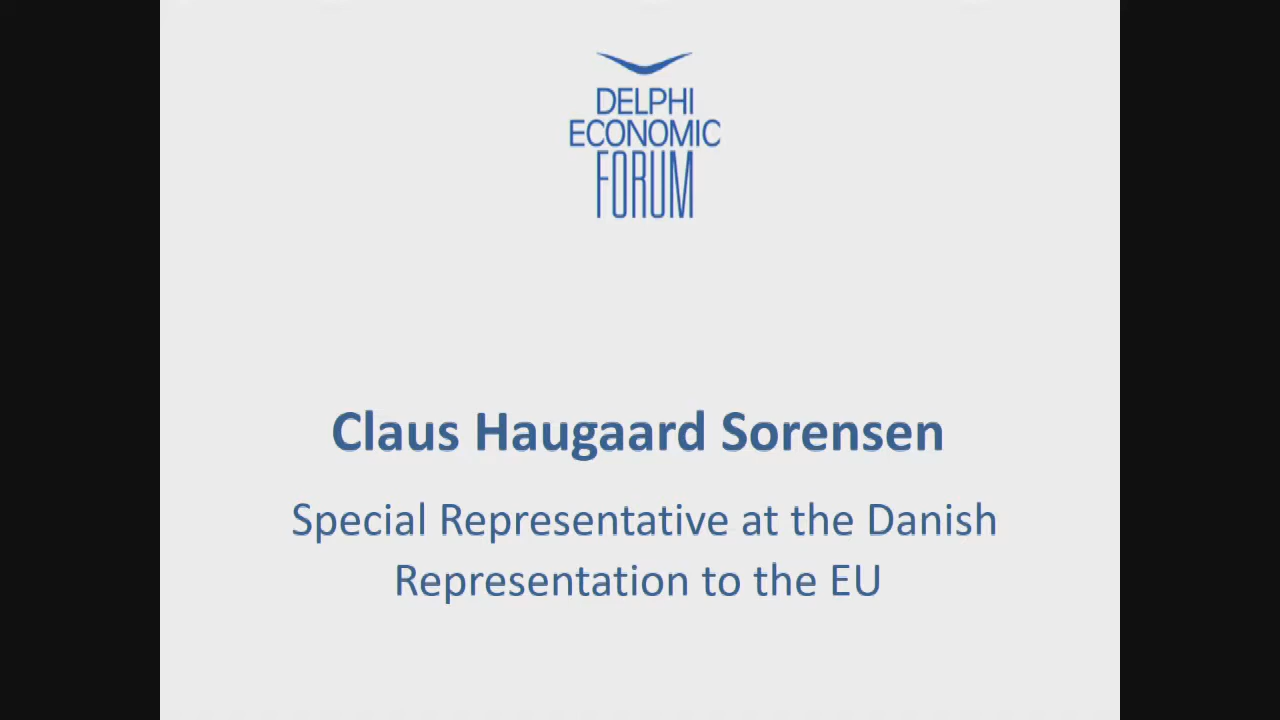 DELPHI
ECONOMIC
FORUM
Claus Haugaard Sorensen
Special Representative at the Danish
Representation to the EU